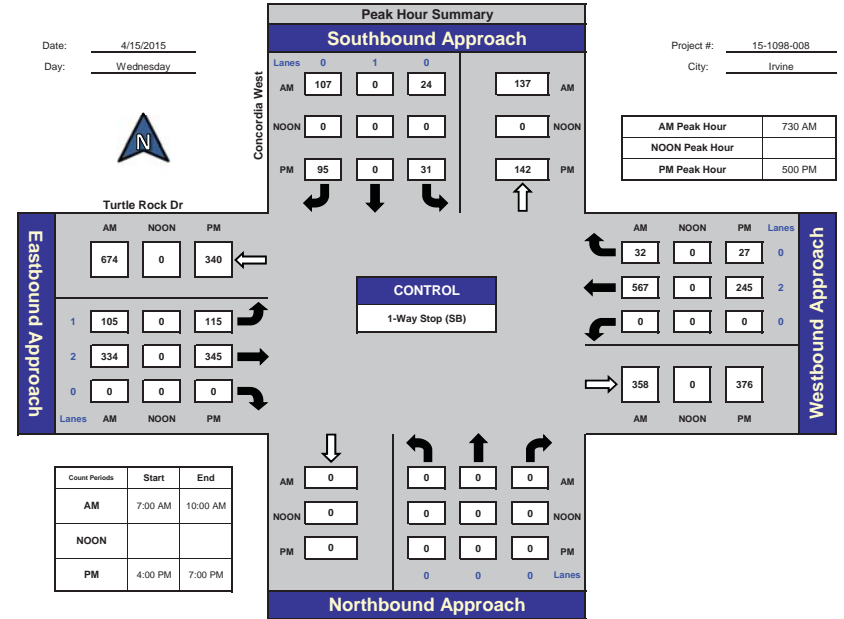 Peak Hour Summary
Southbound Approach
Date: 4/15/2015
Day: Wednesday
Project #: 15-1098-008
City: Irvine
N
Concordia West
Lanes 0 1 0
AM 107 0 24 137 AM
NOON 0 0 0 0 NOON
PM 95 0 31 142 PM
AM Peak Hour 730 AM
NOON Peak Hour
PM Peak Hour 500 PM
Turtle Rock Dr
Eastbound Approach
AM NOON PM
674 0 340
1 105 0 115
2 334 0 345
0 0 0 0
Lanes AM NOON PM
CONTROL
1-Way Stop (SB)
AM NOON PM Lanes
32 0 27 0
567 0 245 2
0 0 0 0
358 0 376
AM NOON PM
Westbound Approach
Count Periods Start End
AM 7:00 AM 10:00 AM
NOON
PM 4:00 PM 7:00 PM
AM 0 0 0 0 AM
NOON 0 0 0 0 NOON
PM 0 0 0 0 PM
0 0 0 Lanes
Northbound Approach